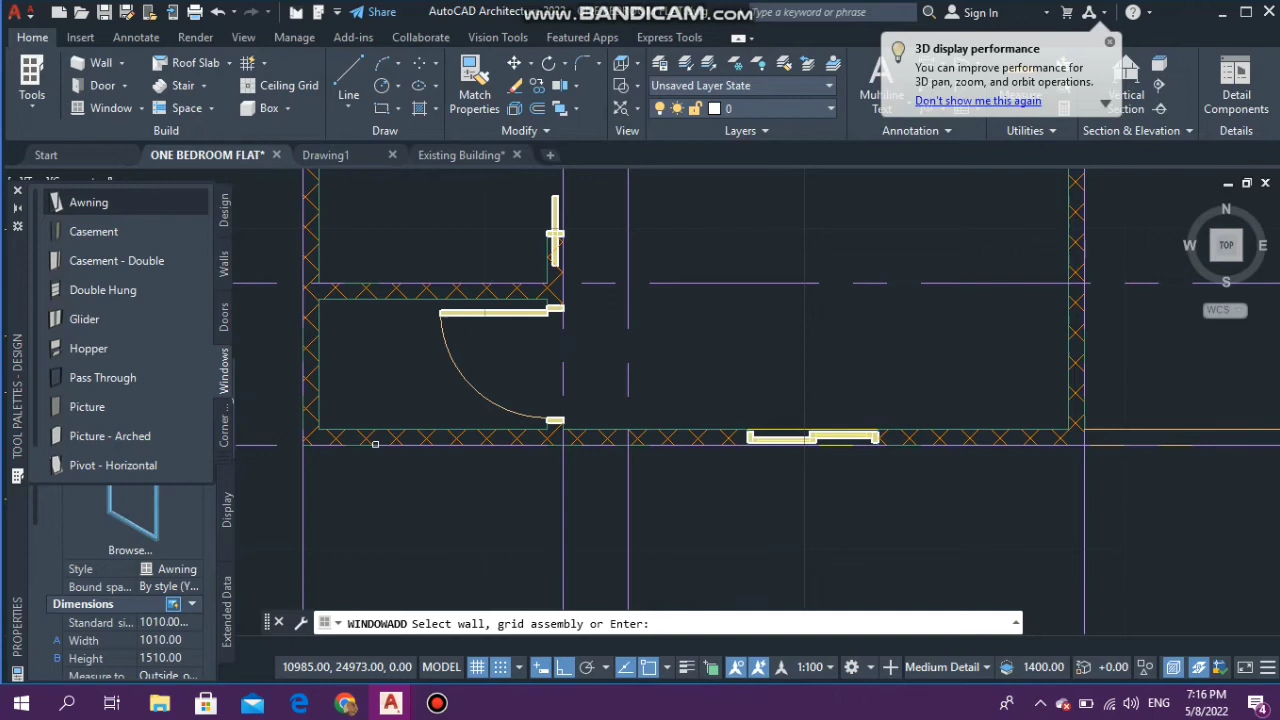 Share
AutoCAD Architect
www.BANDICAM.com
Type a keyword or phrase
Sign In
Home Insert Annotate Render View Manage Add-ins Collaborate Vision Tools Featured Apps Express Tools
Tools
Wall
Door
Window
Roof Slab
Stair
Space
Ceiling Grid
Box
Build
Line
Draw
Match
Properties
Modify
View
Unsaved Layer State
0
Layers
Multiline
Text
Annotation
Measure
Utilities
Vertical
Section
Section & Elevation
Detail
Components
Details
3D display performance
You can improve performance for
3D pan, zoom, and orbit operations.
Don't show me this again
Start
ONE BEDROOM FLAT*
Drawing1
Existing Building*
TOOL PALETTES - DESIGN
Awning
Casement
Casement - Double
Double Hung
Glider
Hopper
Pass Through
Picture
Picture - Arched
Pivot - Horizontal
Design
Walls
Doors
Windows
Corner ...
N
W TOP E
S
WCS
PROPERTIES
Browse...
Style Awning
Bound spa... By style (Y...
Dimensions
Standard si... 1010.00...
A Width 1010.00
B Height 1510.00
Measure to Outside o
Display
Extended Data
WINDOWADD Select wall, grid assembly or Enter:
10985.00, 24973.00, 0.00 MODEL 1:100 Medium Detail 1400.00 +0.00
ENG
7:16 PM
5/8/2022
4